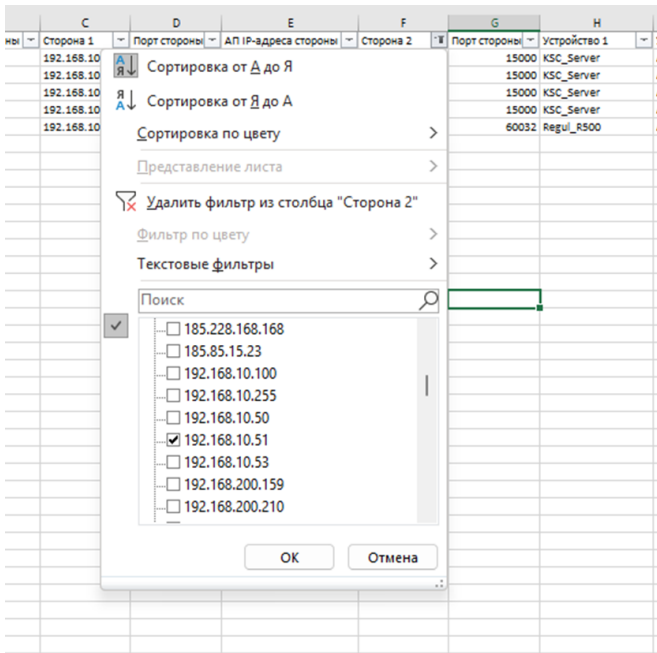 C D E F G H
ны Сторона 1 Порт стороны АП IP-адреса стороны Сторона 2 Порт стороны Устройство 1
192.168.10 15000 KSC_Server
192.168.10 15000 KSC_Server
192.168.10 15000 KSC_Server
192.168.10 15000 KSC_Server
192.168.10 60032 Regul_R500
Сортировка от А до Я
Сортировка от Я до А
Сортировка по цвету
Представление листа
Удалить фильтр из столбца "Сторона 2"
Фильтр по цвету
Текстовые фильтры
Поиск
185.228.168.168
185.85.15.23
192.168.10.100
192.168.10.255
192.168.10.50
192.168.10.51
192.168.10.53
192.168.200.159
192.168.200.210
ОК Отмена